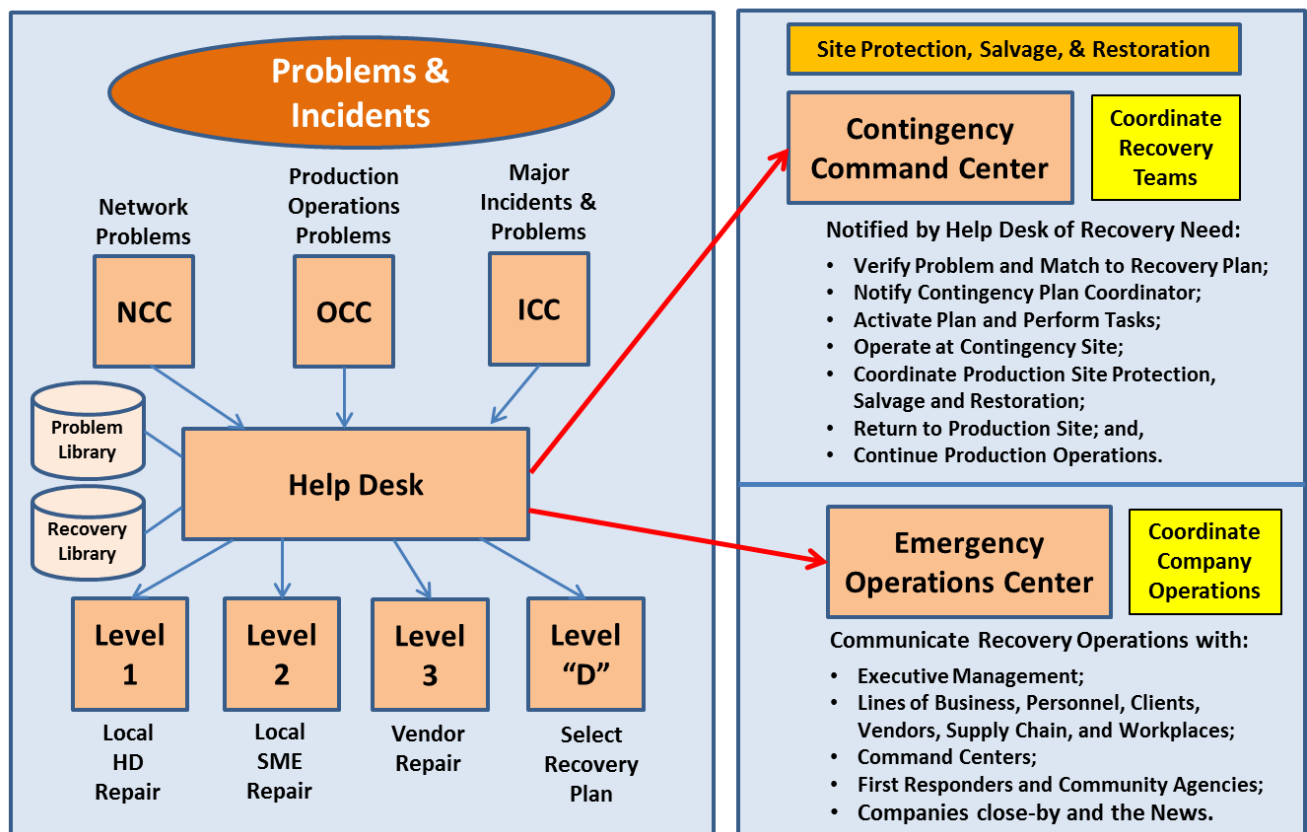 Problems &
Incidents
Network
Problems
Production
Operations
Problems
Major
Incidents &
Problems
NCC
OCC
ICC
Problem
Library
Recovery
Library
Help Desk
Level
1
Level
2
Level
3
Level
“D”
Local
HD
Repair
Local
SME
Repair
Vendor
Repair
Select
Recovery
Plan
Site Protection, Salvage, & Restoration
Contingency
Command Center
Coordinate
Recovery
Teams
Notified by Help Desk of Recovery Need:
• Verify Problem and Match to Recovery Plan;
• Notify Contingency Plan Coordinator;
• Activate Plan and Perform Tasks;
• Operate at Contingency Site;
• Coordinate Production Site Protection,
Salvage and Restoration;
• Return to Production Site; and,
• Continue Production Operations.
Emergency
Operations Center
Coordinate
Company
Operations
Communicate Recovery Operations with:
• Executive Management;
• Lines of Business, Personnel, Clients,
Vendors, Supply Chain, and Workplaces;
• Command Centers;
• First Responders and Community Agencies;
• Companies close-by and the News.